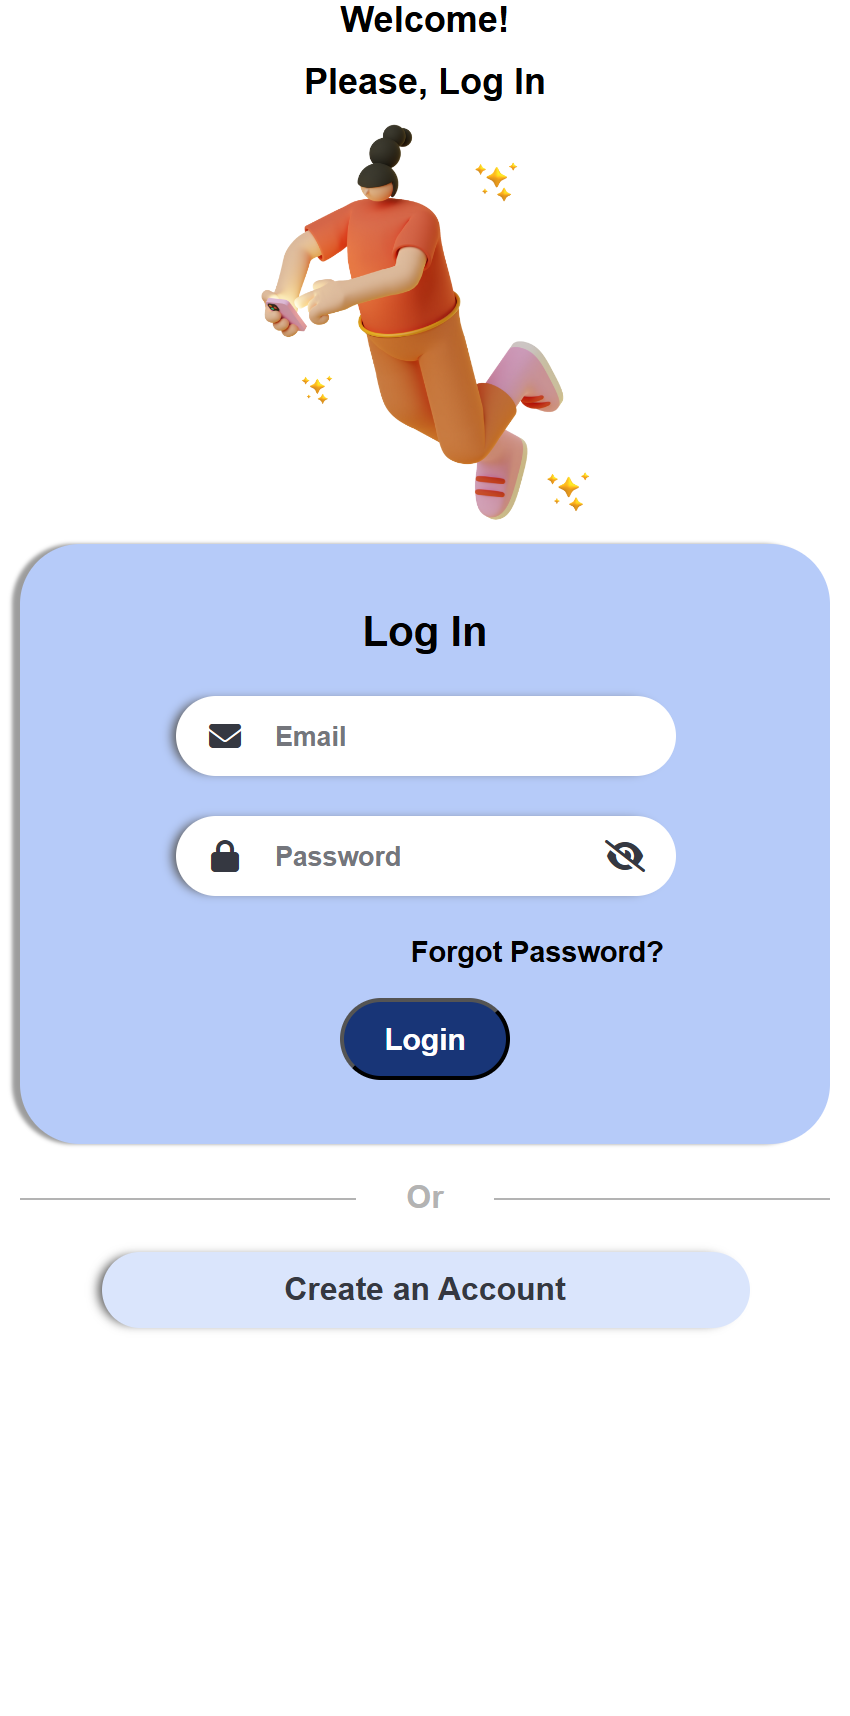 Welcome!
Please, Log In
Log In
Email
Password
Forgot Password?
Login
Or
Create an Account